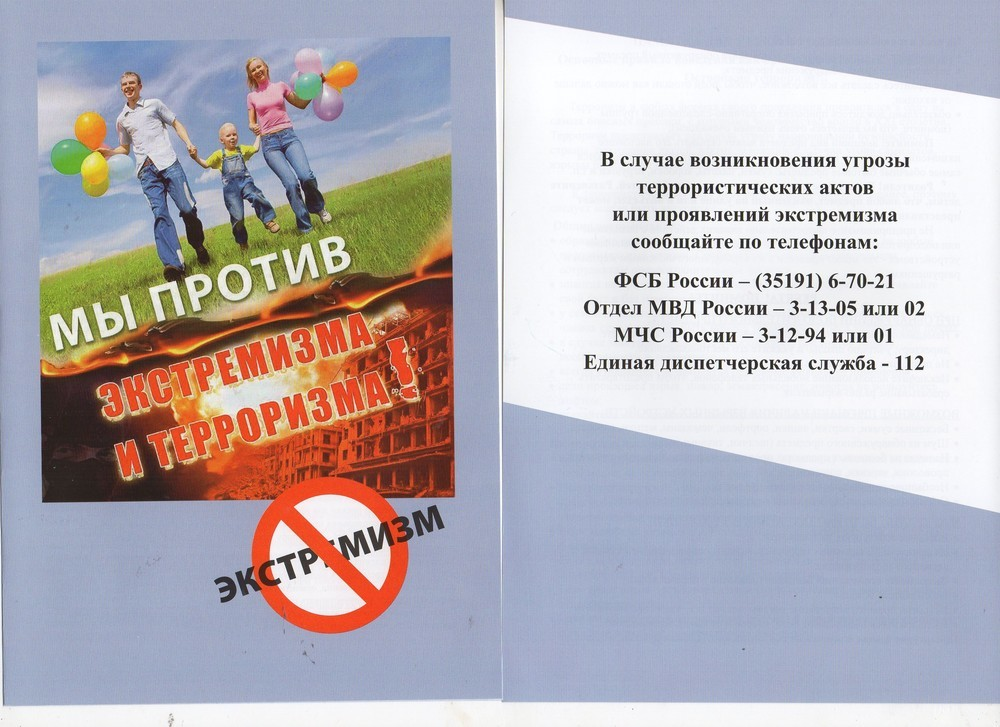 МЫ ПРОТИВ
ЭКСТРЕМИЗМА
И ТЕРРОРИЗМА!
ЭКСТРЕМИЗМ
В случае возникновения угрозы
террористических актов
или проявлений экстремизма
сообщайте по телефонам:
ФСБ России – (35191) 6-70-21
Отдел МВД России – 3-13-05 или 02
МЧС России – 3-12-94 или 01
Единая диспетчерская служба - 112